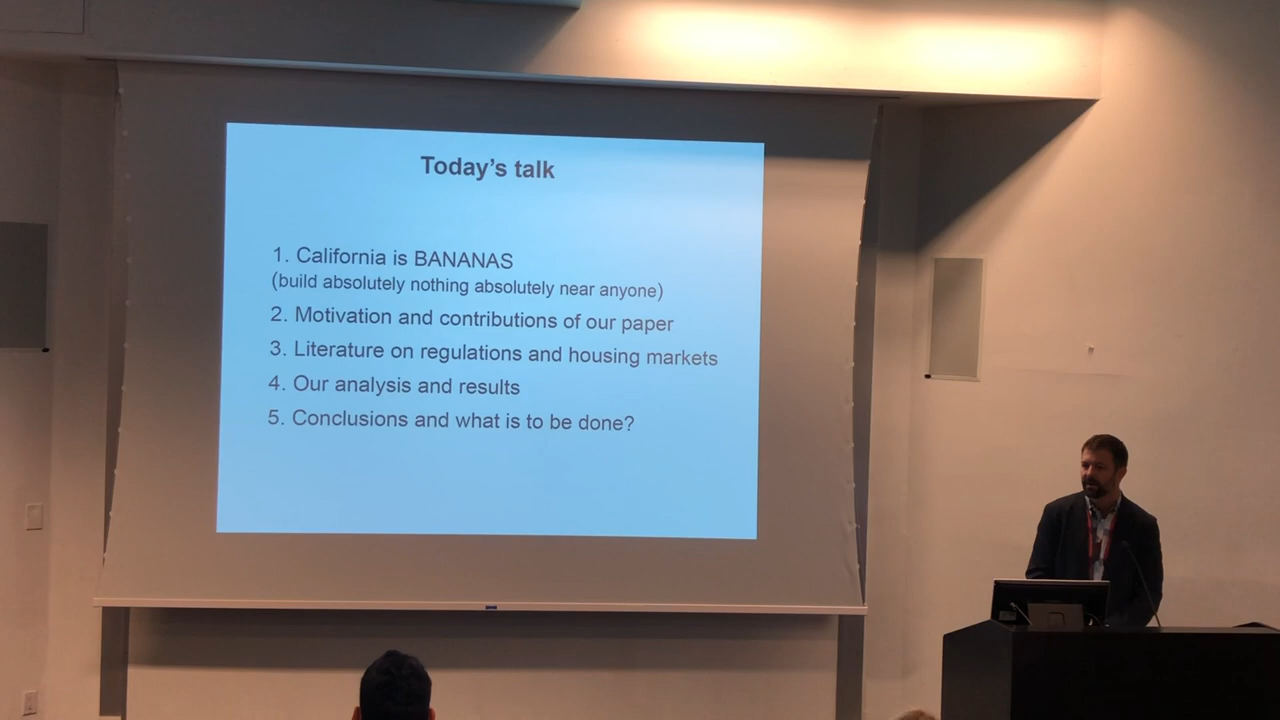 Today's talk
1. California is BANANAS
(build absolutely nothing absolutely near anyone)
2. Motivation and contributions of our paper
3. Literature on regulations and housing markets
4. Our analysis and results
5. Conclusions and what is to be done?